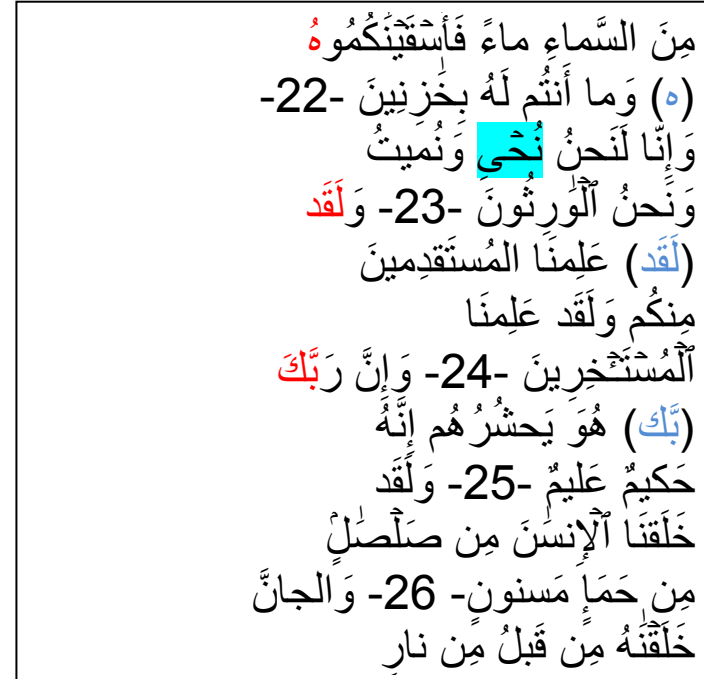 مِنَ السَّماءِ ماءً فَأَسۡقَيۡنَٰكُمُوهُ
(ه) وَما أَنتُم لَهُ بِخَٰزِنِينَ -22-
وَإِنّا لَنَحنُ نُحۡيِ وَنُميتُ
وَنَحنُ ٱلۡوَٰرِثُونَ -23- وَلَقَد
(لَقَد) عَلِمنَا المُستَقدِمينَ
مِنكُم وَلَقَد عَلِمنَا
ٱلۡمُسۡتَـٔۡخِرِينَ -24- وَإِنَّ رَبَّكَ
(بَّك) هُوَ يَحشُرُهُم إِنَّهُ
حَكيمٌ عَليمٌ -25- وَلَقَد
خَلَقنَا ٱلۡإِنسَٰنَ مِن صَلۡصَٰلٖ
مِن حَمَإٍ مَسنونٍ- 26- وَالجانَّ
خَلَقۡنَٰهُ مِن قَبلُ مِن نارِ